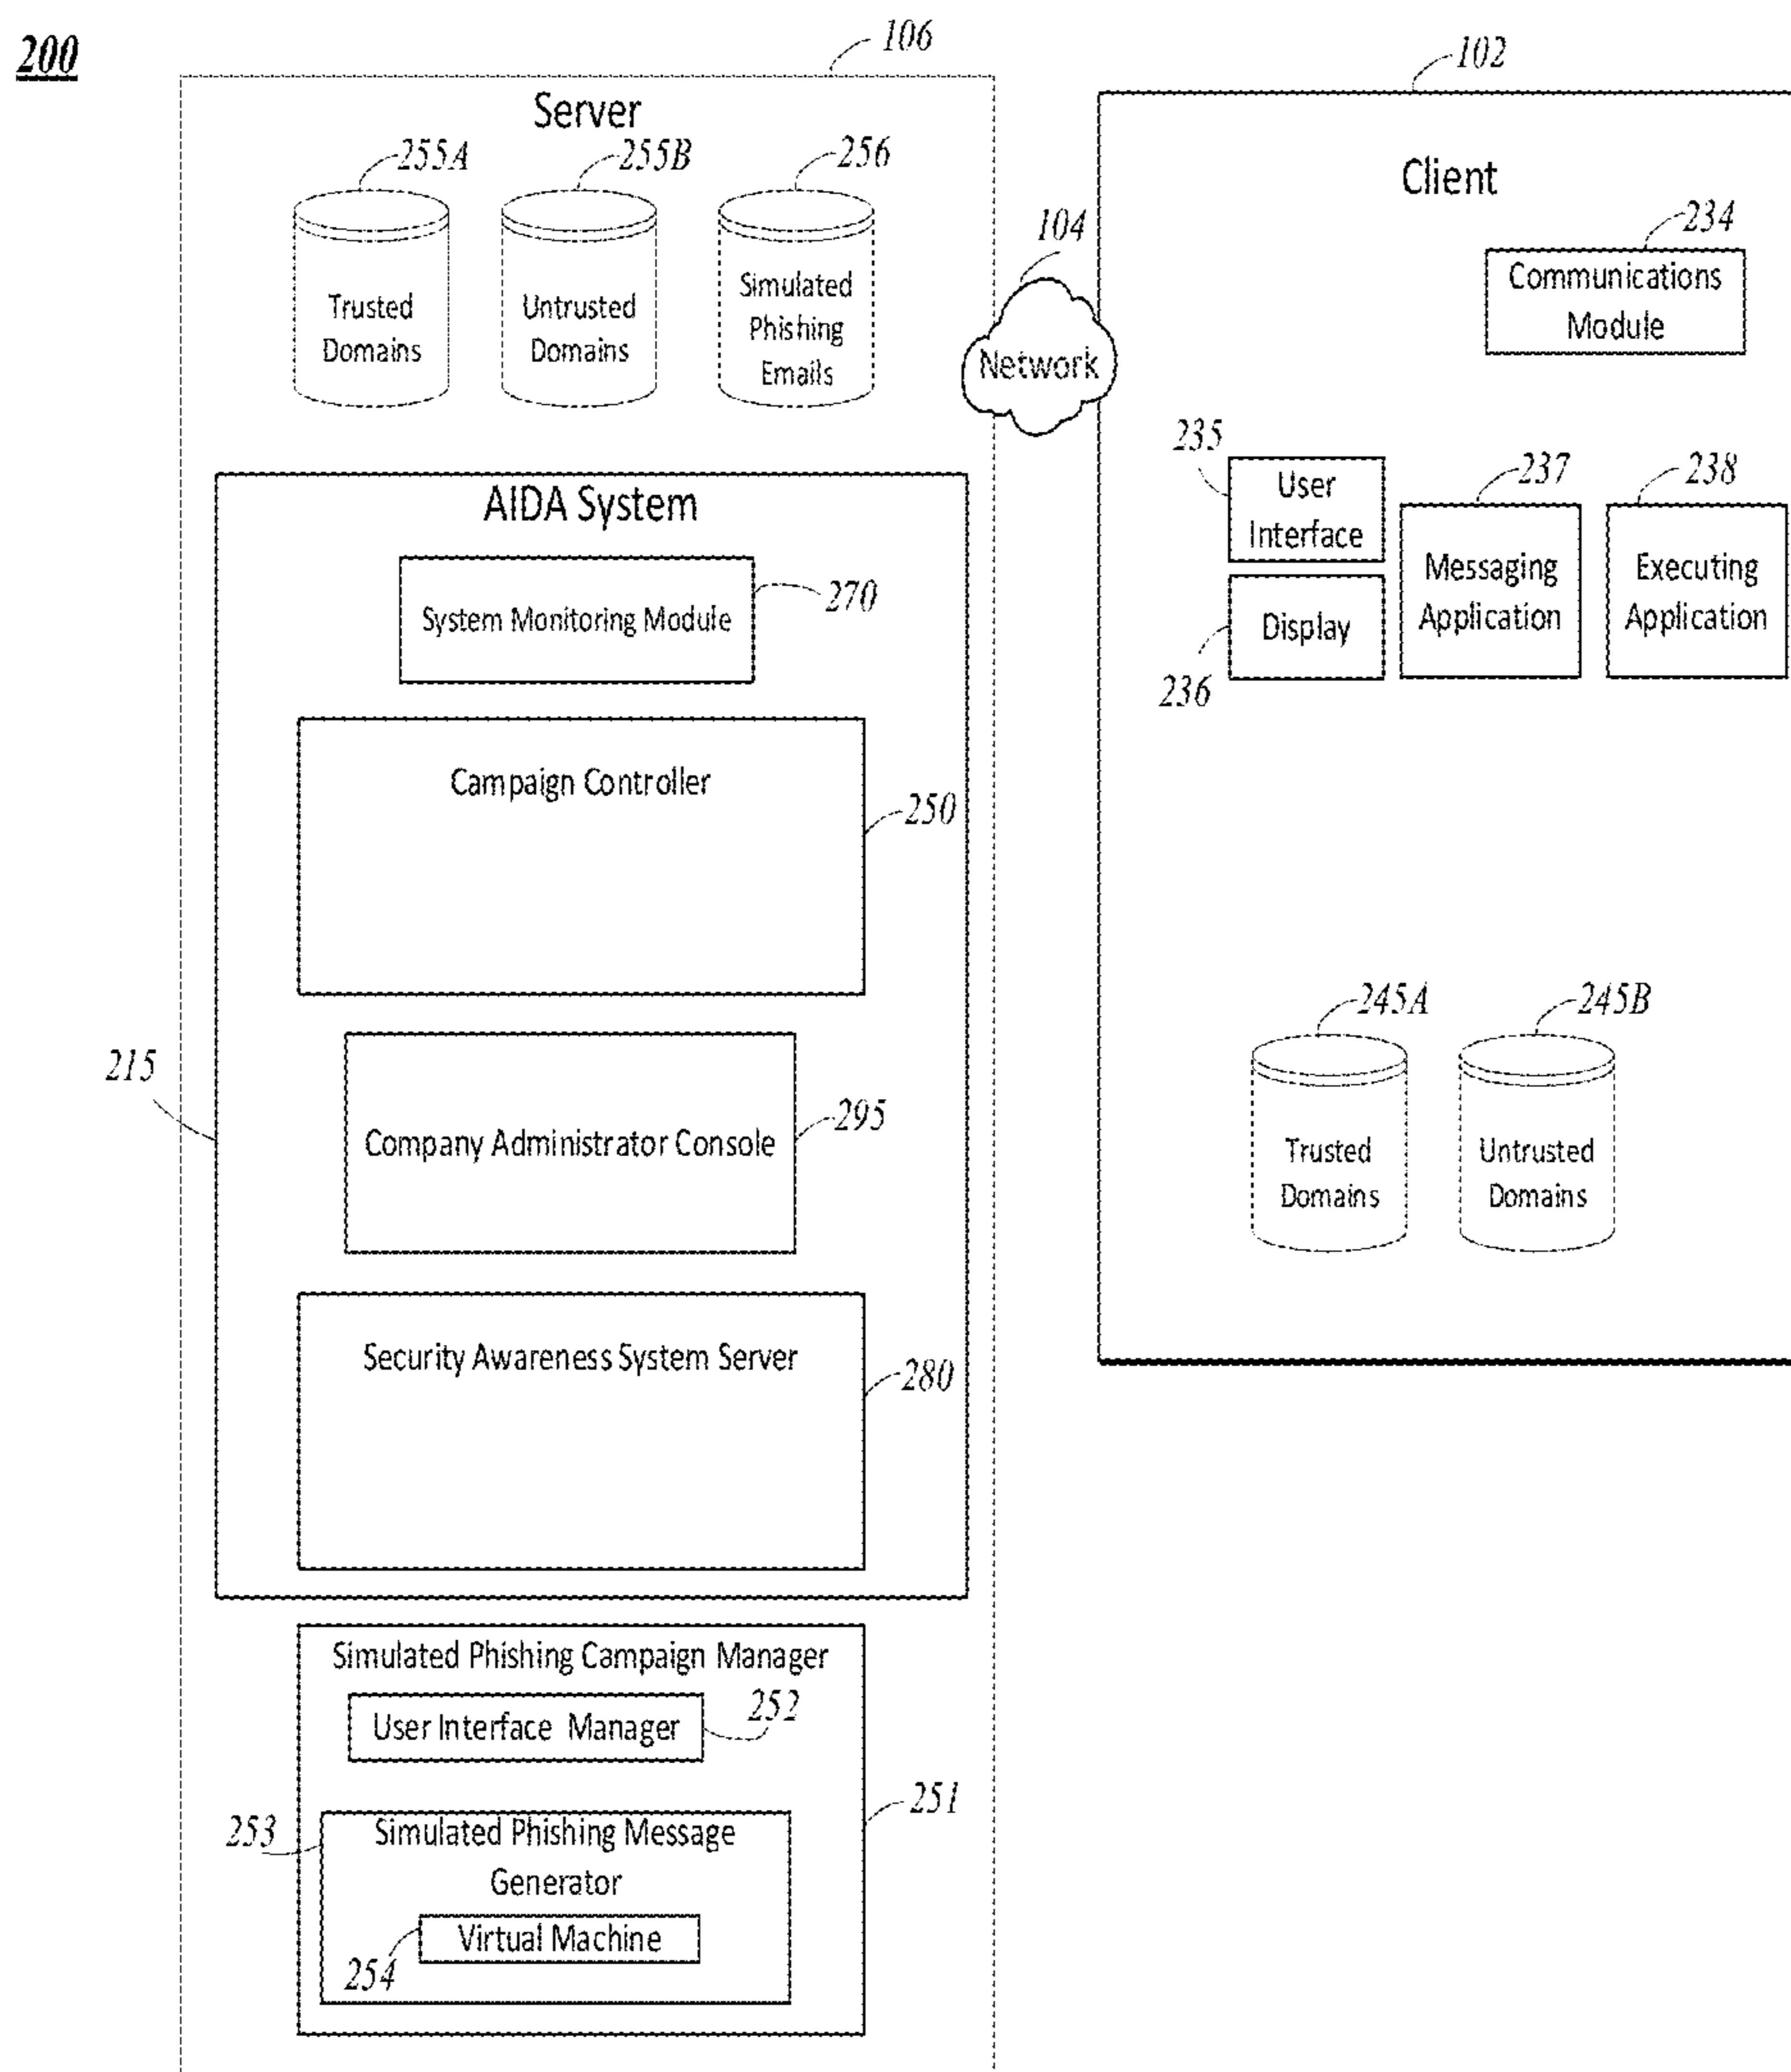 200
106
Server
255A
255B
256
Trusted
Domains
Untrusted
Domains
Simulated
Phishing
Emails
104
Network
102
Client
234
Communications
Module
235
User
Interface
Display
236
237
Messaging
Application
238
Executing
Application
245A
245B
Trusted
Domains
Untrusted
Domains
215
AIDA System
System Monitoring Module
270
Campaign Controller
250
Company Administrator Console
295
Security Awareness System Server
280
Simulated Phishing Campaign Manager
User Interface Manager
252
251
253
Simulated Phishing Message
Generator
Virtual Machine
254